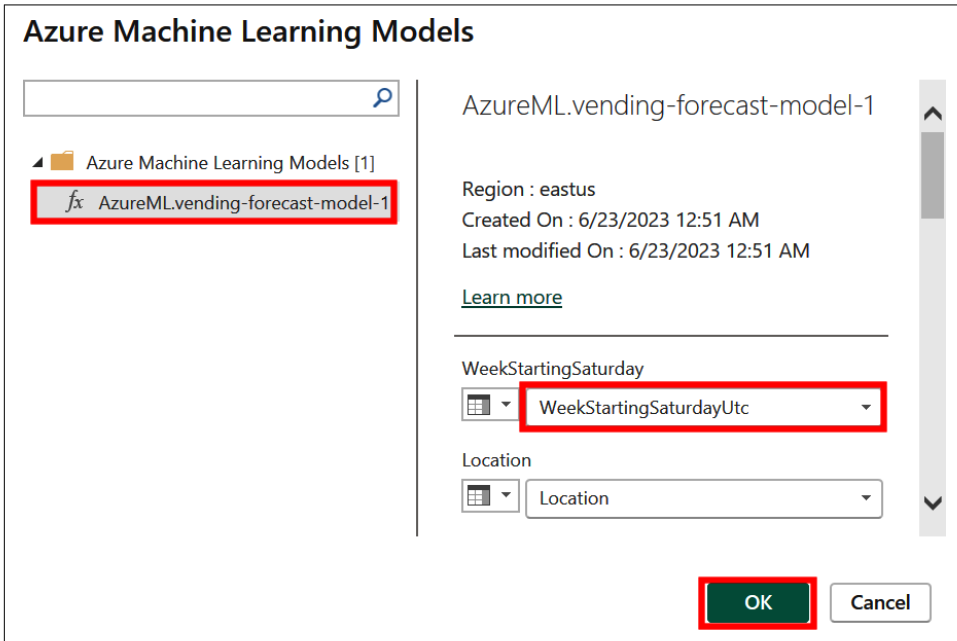 Azure Machine Learning Models
Azure Machine Learning Models [1]
fx AzureML.vending-forecast-model-1
AzureML.vending-forecast-model-1
Region : eastus
Created On : 6/23/2023 12:51 AM
Last modified On : 6/23/2023 12:51 AM
Learn more
WeekStartingSaturday
WeekStartingSaturdayUtc
Location
Location
OK
Cancel